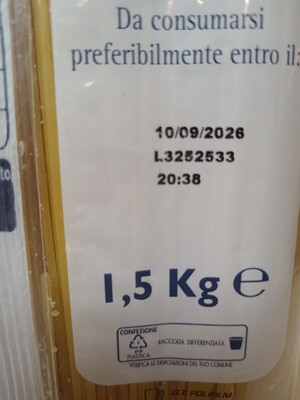 Da consumarsi
preferibilmente entro il:
10/09/2026
L3252533
20:38
1,5 Kg e
CONFEZIONE
PP
PLASTICA
RACCOLTA DIFFERENZIATA
VERIFICA LE DISPOSIZIONI DEL TUO COMUNE
to